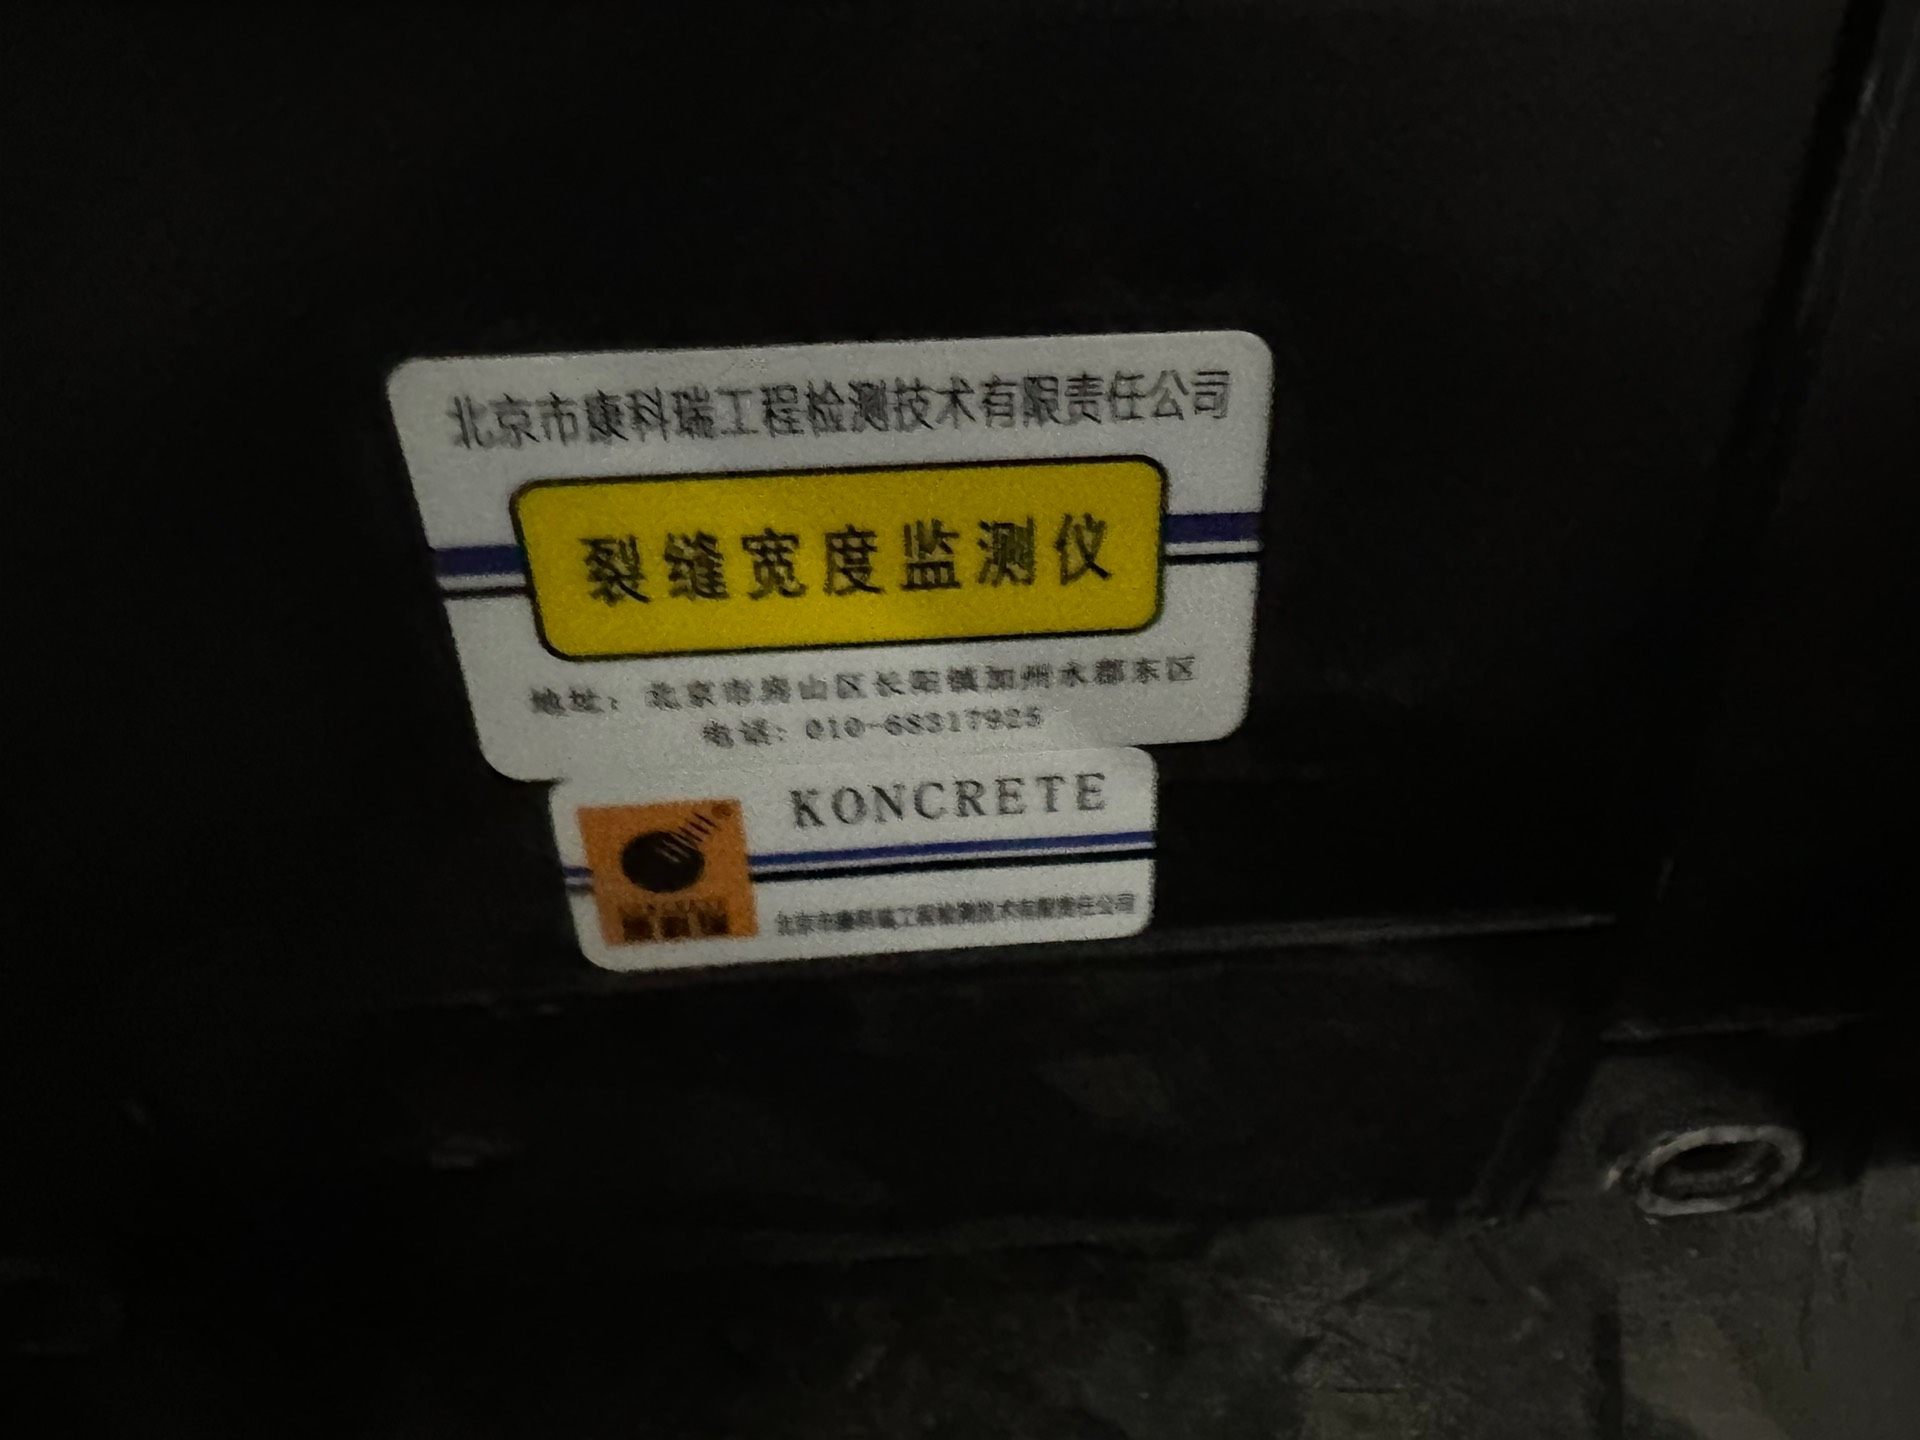 北京市康科瑞工程检测技术有限责任公司
裂缝宽度监测仪
地址：北京市房山区长阳镇加州水郡东区
电话：010-68317925
KONCRETE
康科瑞
北京市康科瑞工程检测技术有限责任公司